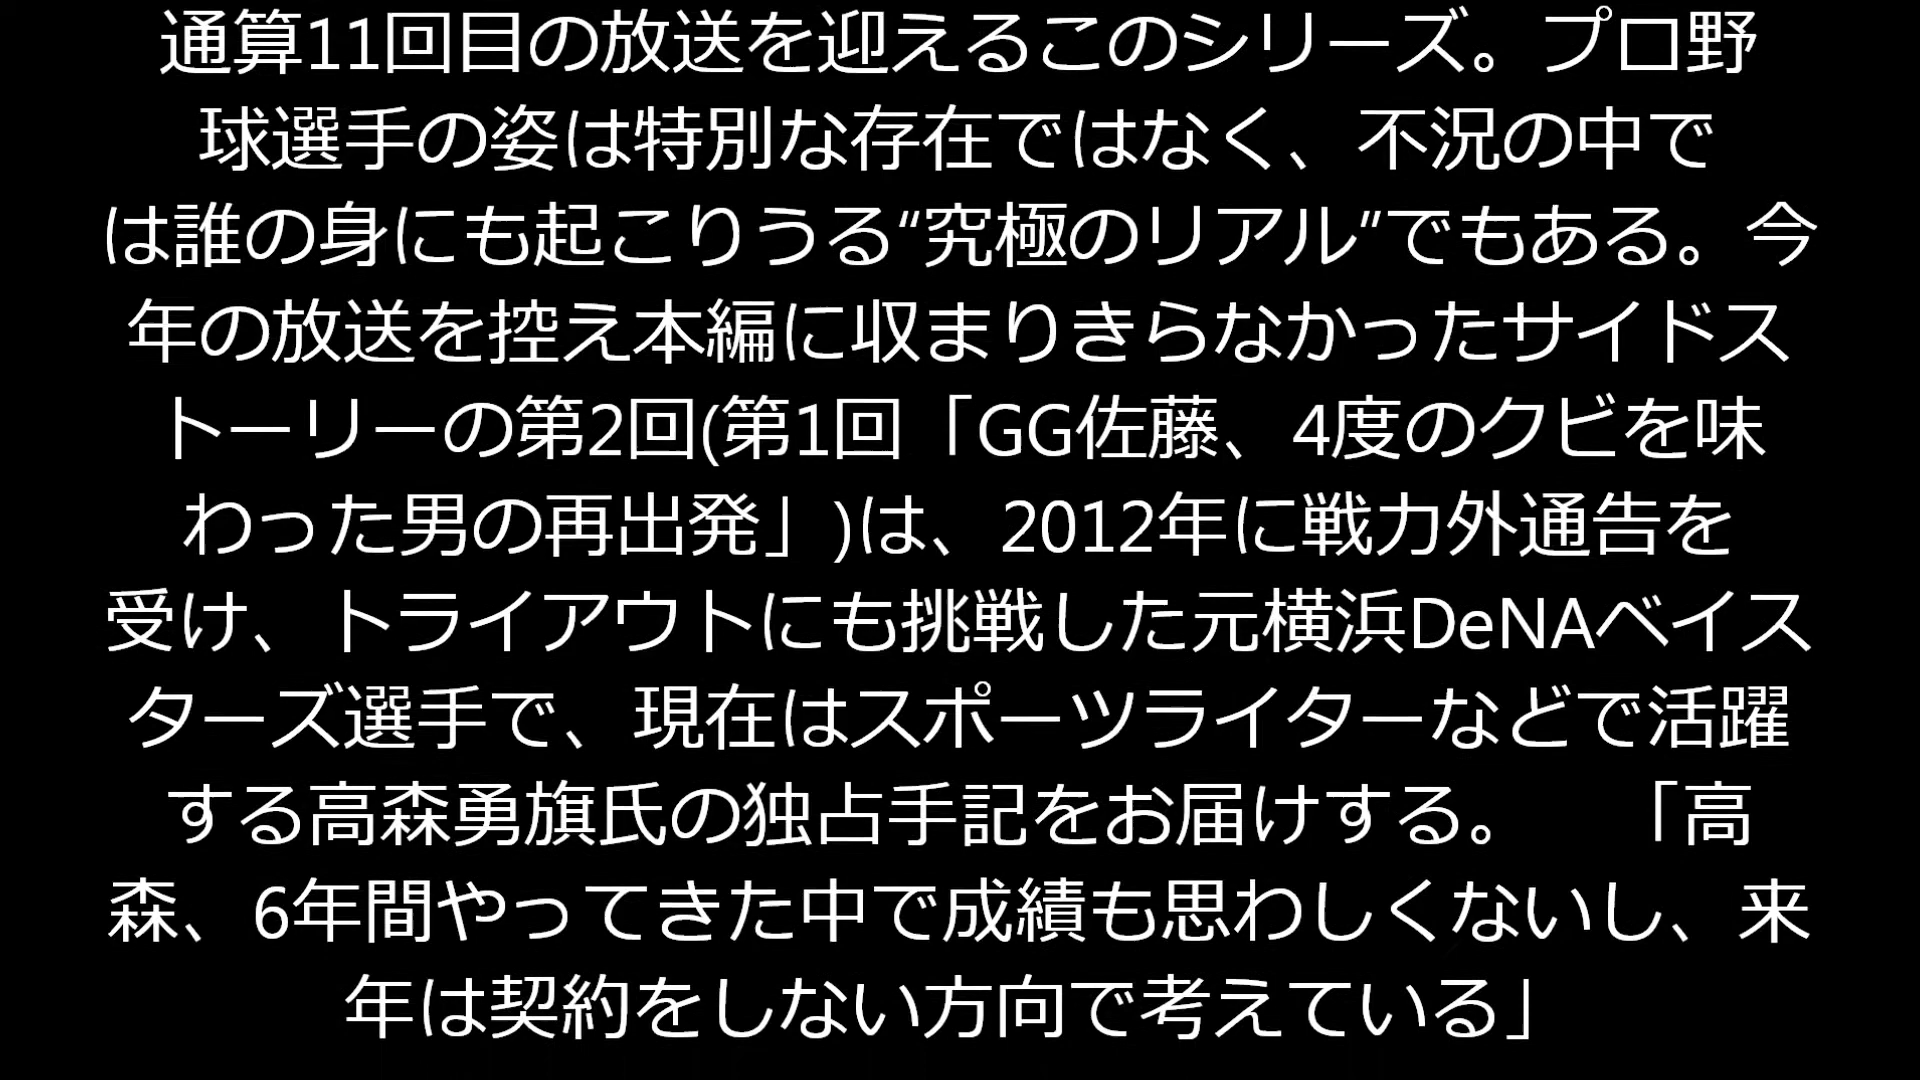 通算11回目の放送を迎えるこのシリーズ。プロ野
球選手の姿は特別な存在ではなく、不況の中で
は誰の身にも起こりうる“究極のリアル”でもある。今
年の放送を控え本編に収まりきらなかったサイドス
トーリーの第2回(第1回「GG佐藤、4度のクビを味
わった男の再出発」)は、2012年に戦力外通告を
受け、トライアウトにも挑戦した元横浜DeNAベイス
ターズ選手で、現在はスポーツライターなどで活躍
する高森勇旗氏の独占手記をお届けする。　「高
森、6年間やってきた中で成績も思わしくないし、来
年は契約をしない方向で考えている」